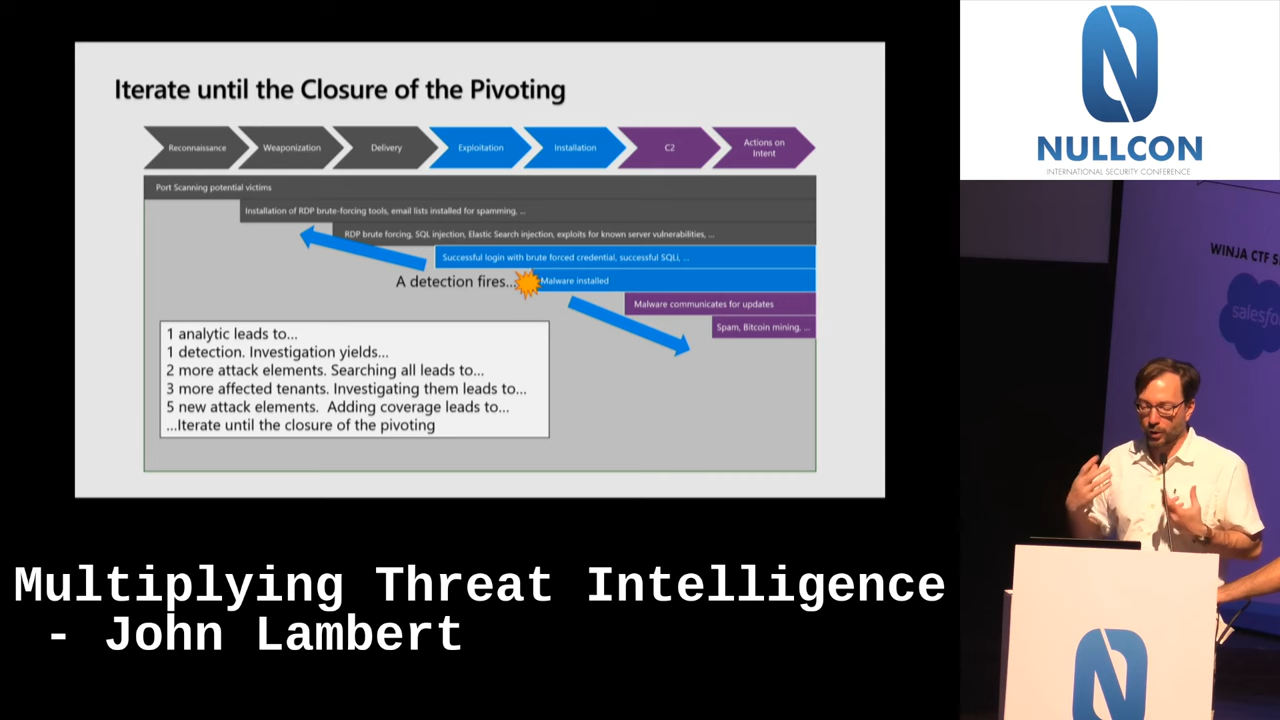 Iterate until the Closure of the Pivoting
Reconnaissance
Weaponization
Delivery
Exploitation
Installation
C2
Actions on
Intent
Port Scanning potential victims
Installation of RDP brute-forcing tools, email lists installed for spamming, ...
RDP brute forcing, SQL injection, Elastic Search injection, exploits for known server vulnerabilities, ...
Successful login with brute forced credential, successful SQLi, ...
A detection fires...
Malware installed
Malware communicates for updates
Spam, Bitcoin mining, ...
1 analytic leads to...
1 detection. Investigation yields...
2 more attack elements. Searching all leads to...
3 more affected tenants. Investigating them leads to...
5 new attack elements. Adding coverage leads to...
...Iterate until the closure of the pivoting
Multiplying Threat Intelligence
- John Lambert
NULLCON
INTERNATIONAL SECURITY CONFERENCE
WINJA CTF